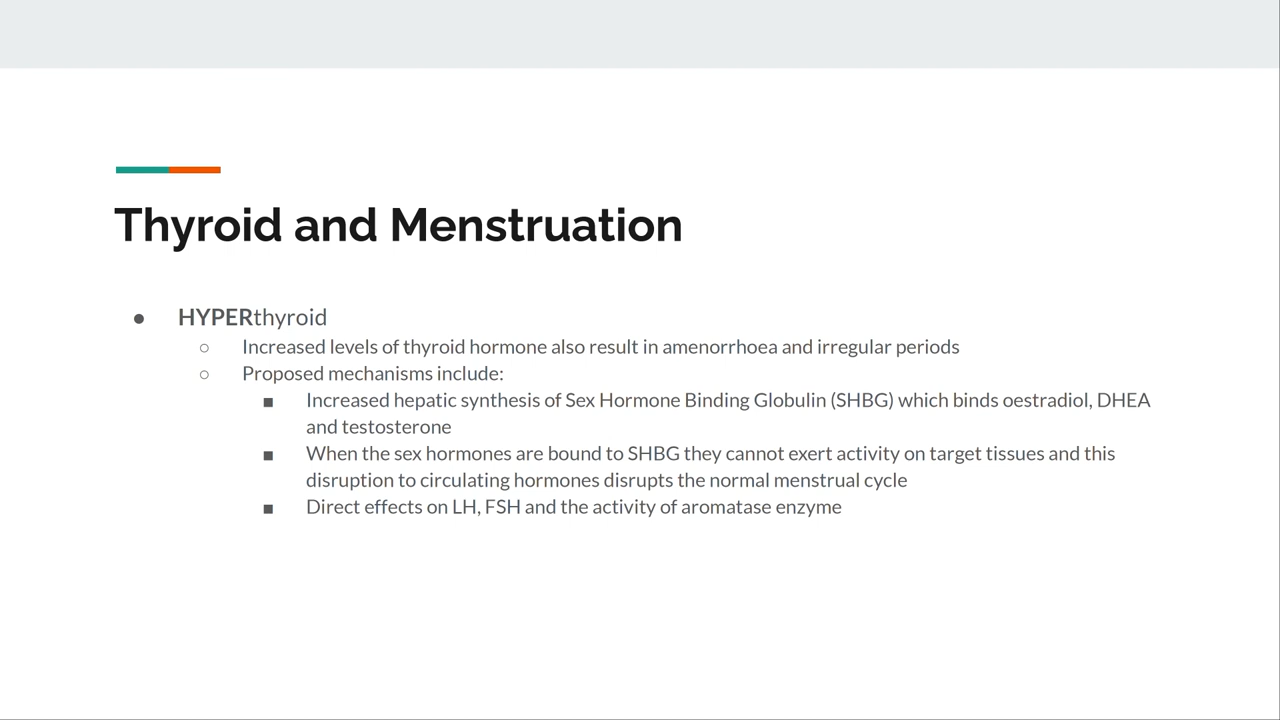 Thyroid and Menstruation
● HYPERthyroid
○ Increased levels of thyroid hormone also result in amenorrhoea and irregular periods
○ Proposed mechanisms include:
■ Increased hepatic synthesis of Sex Hormone Binding Globulin (SHBG) which binds oestradiol, DHEA
and testosterone
■ When the sex hormones are bound to SHBG they cannot exert activity on target tissues and this
disruption to circulating hormones disrupts the normal menstrual cycle
■ Direct effects on LH, FSH and the activity of aromatase enzyme